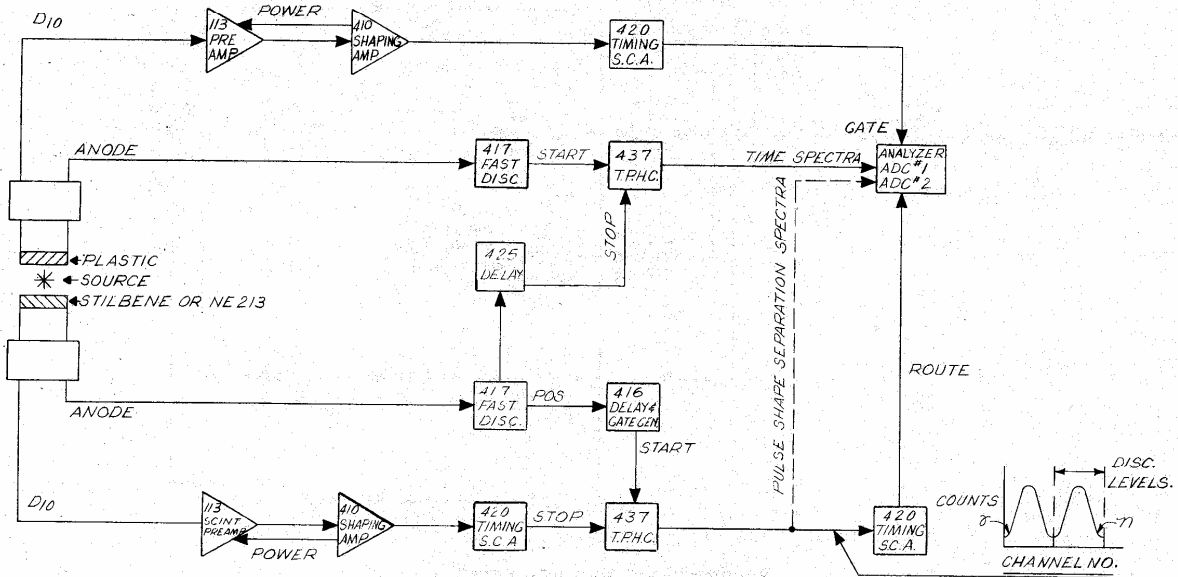 D10
113
PRE
AMP
POWER
410
SHAPING
AMP
420
TIMING
S.C.A.
GATE
ANODE
417
FAST
DISC.
START
437
T.P.H.C.
TIME SPECTRA
ANALYZER
ADC#1
ADC#2
STOP
425
DELAY
PLASTIC
SOURCE
STILBENE OR NE213
PULSE SHAPE SEPARATION SPECTRA
ROUTE
ANODE
417
FAST
DISC.
POS
416
DELAY &
GATE GEN.
START
D10
113
SCINT
PREAMP
POWER
410
SHAPING
AMP
420
TIMING
S.C.A
STOP
437
T.P.H.C.
420
TIMING
S.C.A.
DISC.
LEVELS.
COUNTS
γ
n
CHANNEL NO.